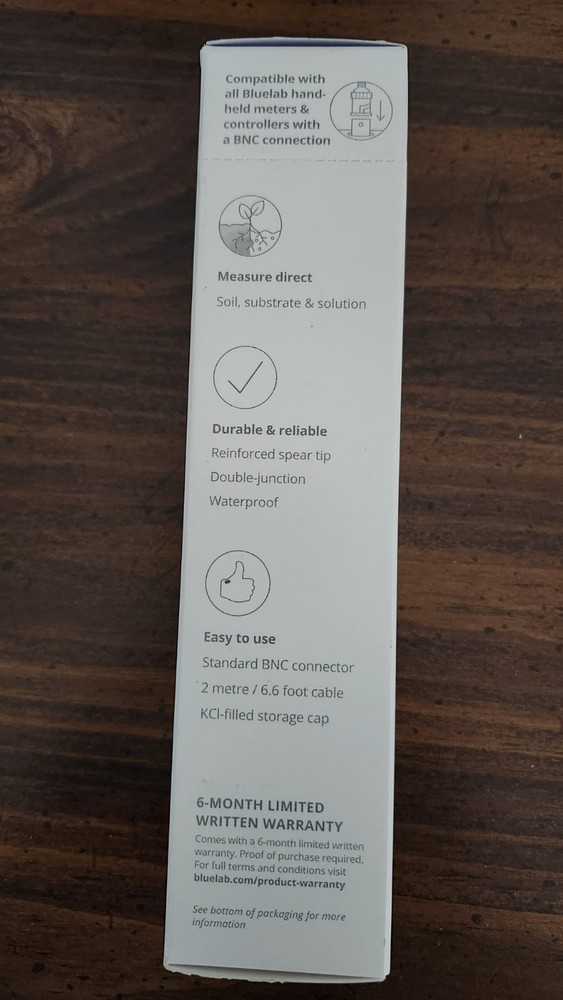 Compatible with
all Bluelab hand-
held meters &
controllers with
a BNC connection
Measure direct
Soil, substrate & solution
Durable & reliable
Reinforced spear tip
Double-junction
Waterproof
Easy to use
Standard BNC connector
2 metre / 6.6 foot cable
KCl-filled storage cap
6-MONTH LIMITED
WRITTEN WARRANTY
Comes with a 6-month limited written
warranty. Proof of purchase required.
For full terms and conditions visit
bluelab.com/product-warranty
See bottom of packaging for more
information